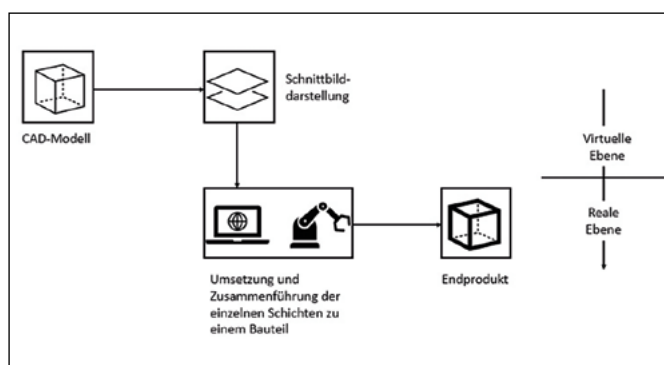 CAD-Modell
Schnittbild-
darstellung
Virtuelle
Ebene
Reale
Ebene
Umsetzung und
Zusammenführung der
einzelnen Schichten zu
einem Bauteil
Endprodukt